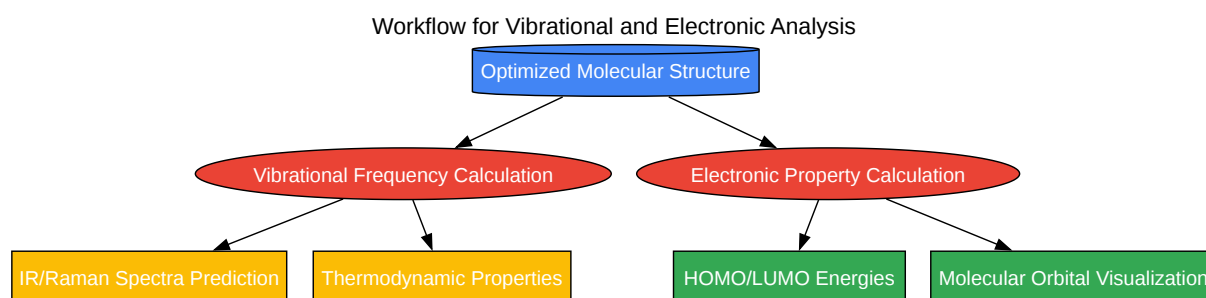 Workflow for Vibrational and Electronic Analysis
Optimized Molecular Structure
Vibrational Frequency Calculation
Electronic Property Calculation
IR/Raman Spectra Prediction
Thermodynamic Properties
HOMO/LUMO Energies
Molecular Orbital Visualization